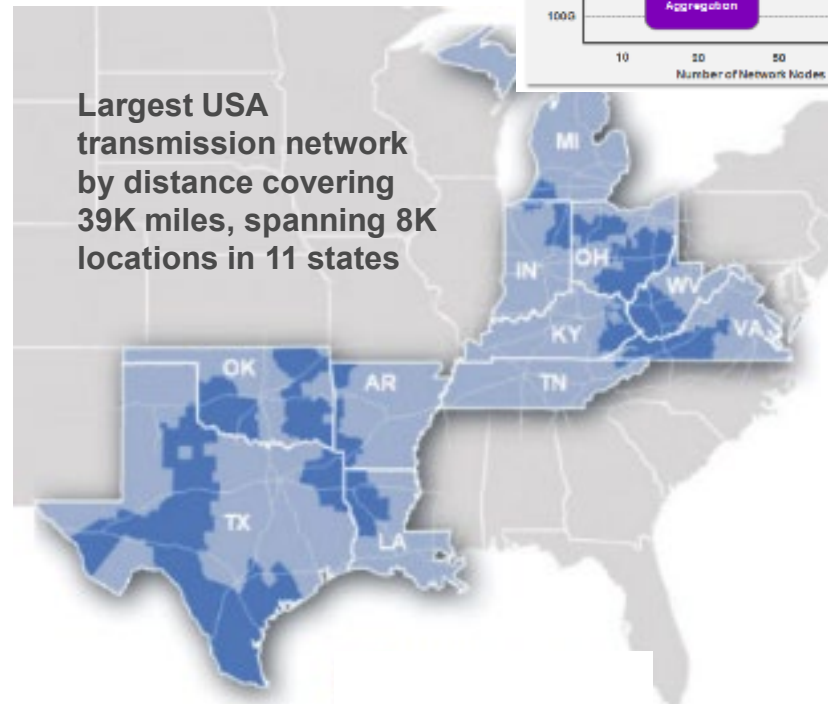 Aggregation
100G
10
20
50
Number of Network Nodes
Largest USA
transmission network
by distance covering
39K miles, spanning 8K
locations in 11 states
MI
IN
OH
WV
KY
VA
OK
AR
TN
TX
LA